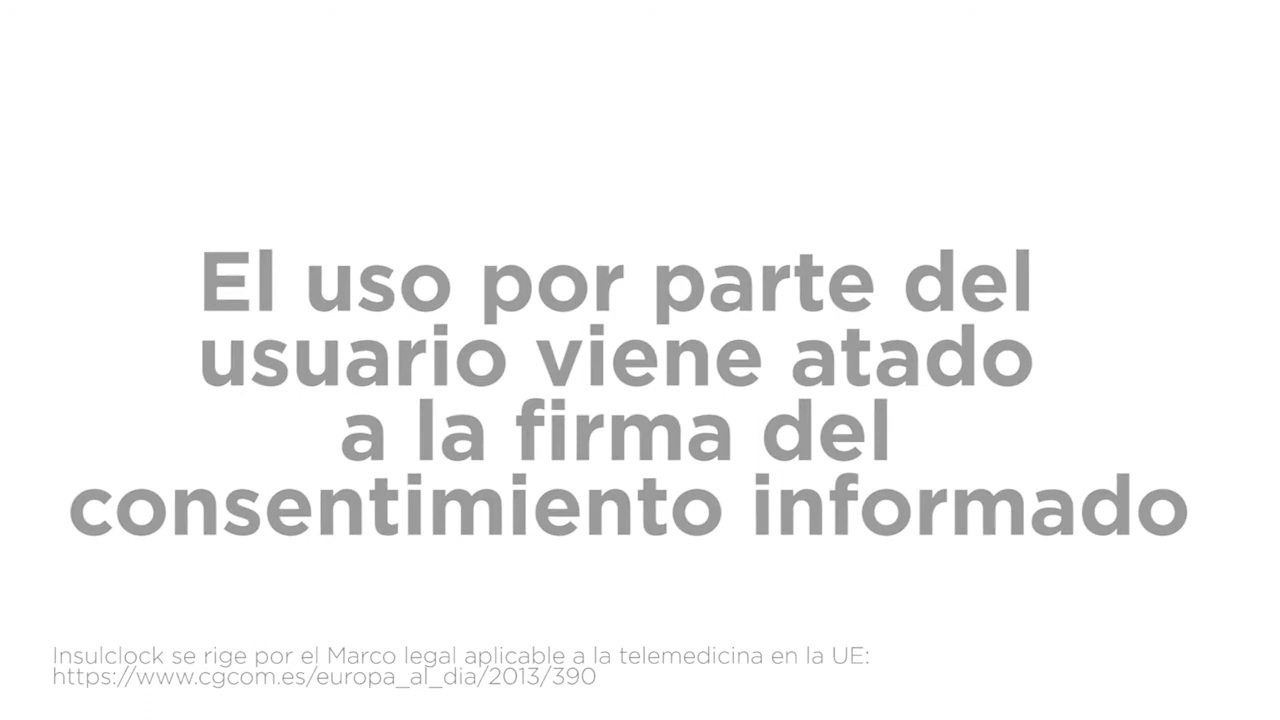 El uso por parte del
usuario viene atado
a la firma del
consentimiento informado
Insulclock se rige por el Marco legal aplicable a la telemedicina en la UE:
https://www.cgcom.es/europa_al_dia/2013/390